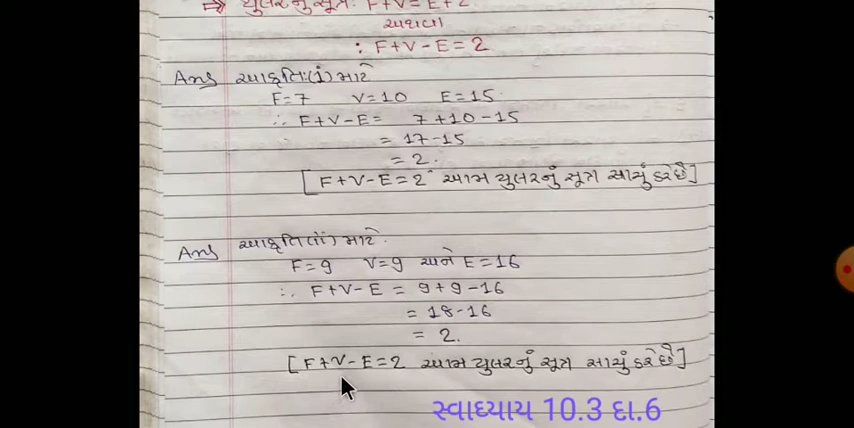 ⇒ યુલરનું સૂત્ર: F+V=E+2
અથવા
: F+V-E=2
Ans આકૃતિ:(i) માટે
F=7 V=10 E=15
∴ F+V-E= 7+10-15
= 17-15
= 2.
[F+V-E=2 આમ યુલરનું સૂત્ર સાચું ઠરે છે]
Ans આકૃતિ(ii) માટે.
F=9 V=9 અને E=16
∴ F+V-E = 9+9-16
= 18-16
= 2.
[F+V-E=2 આમ યુલરનું સૂત્ર સાચું ઠરે છે]
સ્વાધ્યાય 10.3 દા.6